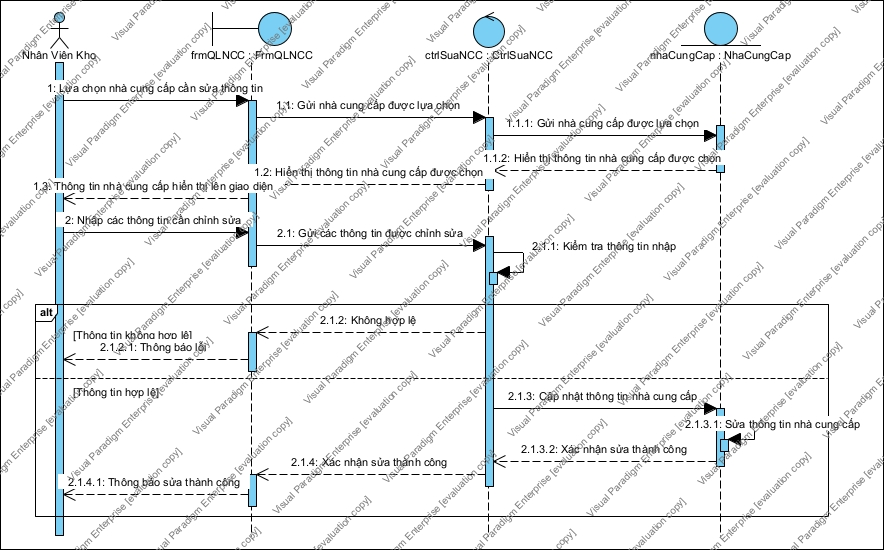 Nhân Viên Kho
frmQLNCC : FrmQLNCC
ctrlSuaNCC : CtrlSuaNCC
nhaCungCap : NhaCungCap
1: Lựa chọn nhà cung cấp cần sửa thông tin
1.1: Gửi nhà cung cấp được lựa chọn
1.1.1: Gửi nhà cung cấp được lựa chọn
1.1.2: Hiển thị thông tin nhà cung cấp được chọn
1.2: Hiển thị thông tin nhà cung cấp được chọn
1.3: Thông tin nhà cung cấp hiển thị lên giao diện
2: Nhập các thông tin cần chỉnh sửa
2.1: Gửi các thông tin được chỉnh sửa
2.1.1: Kiểm tra thông tin nhập
alt
2.1.2: Không hợp lệ
[Thông tin không hợp lệ]
2.1.2.1: Thông báo lỗi
[Thông tin hợp lệ]
2.1.3: Cập nhật thông tin nhà cung cấp
2.1.3.1: Sửa thông tin nhà cung cấp
2.1.3.2: Xác nhận sửa thành công
2.1.4: Xác nhận sửa thành công
2.1.4.1: Thông báo sửa thành công
Visual Paradigm Enterprise [evaluation copy]